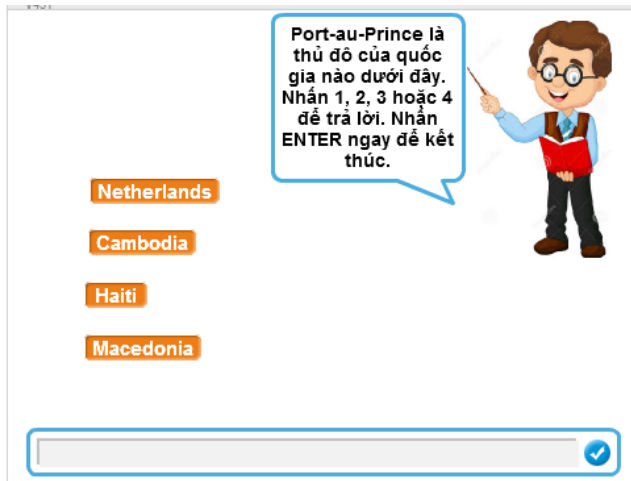 Port-au-Prince là
thủ đô của quốc
gia nào dưới đây.
Nhấn 1, 2, 3 hoặc 4
để trả lời. Nhấn
ENTER ngay để kết
thúc.
Netherlands
Cambodia
Haiti
Macedonia